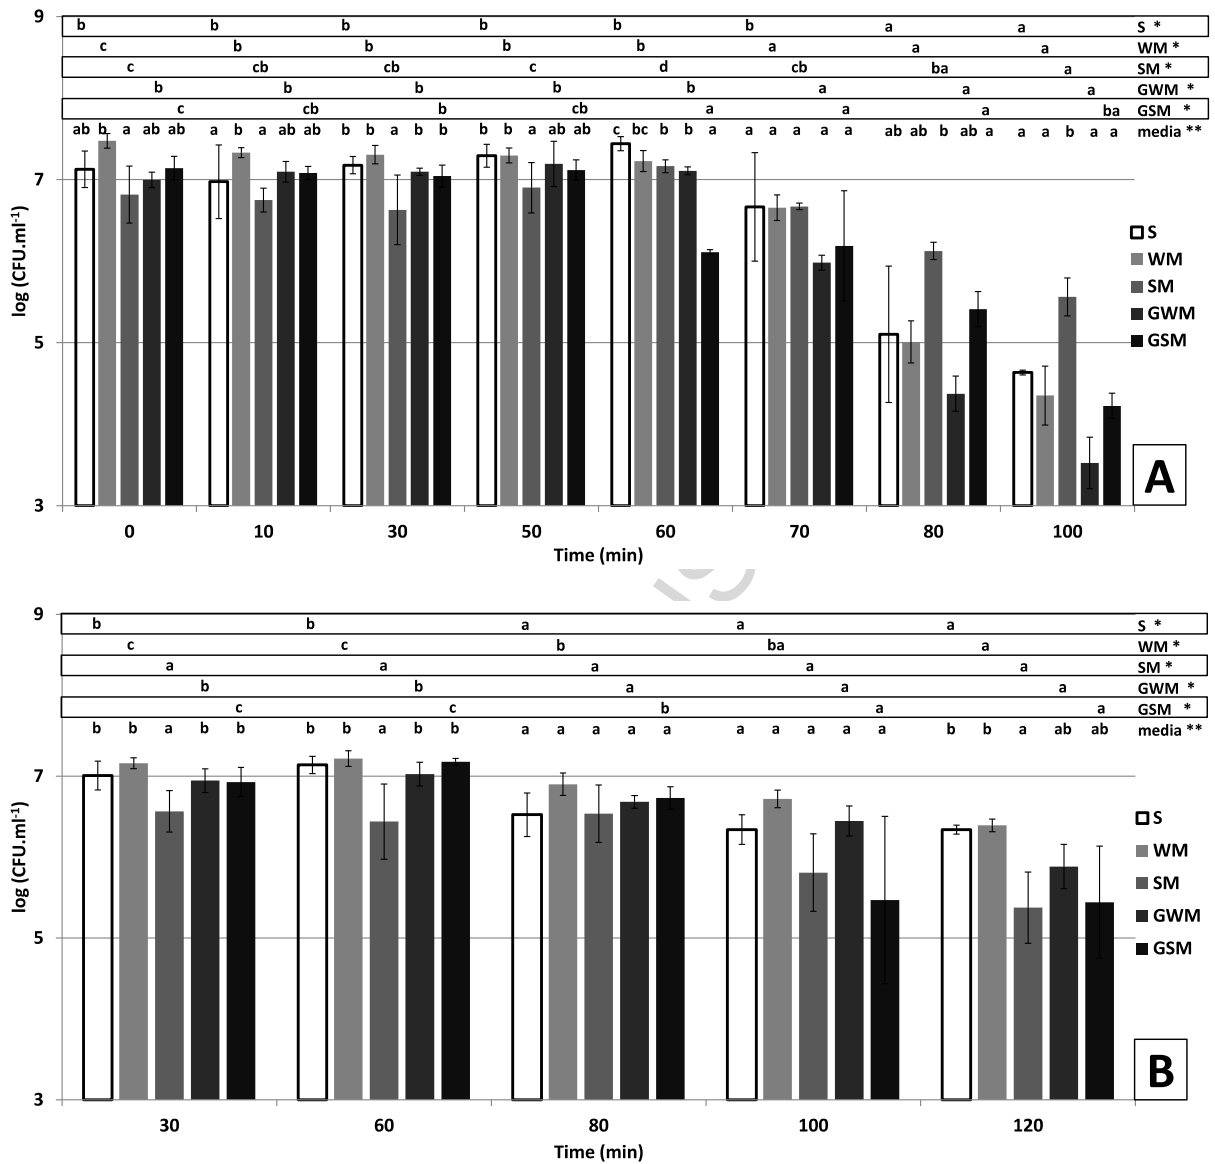 9
b b b b b b a a S *
c b b b b a a a WM *
c cb cb c d cb ba a SM *
b b b b b a a a GWM *
c cb b cb a a a ba GSM *
ab b a ab ab a b a ab ab b b a b b b b a ab ab c bc b b a a a a a a ab ab b ab a a a b a a media **
7
5
3
log (CFU.ml-1)
S
WM
SM
GWM
GSM
A
0 10 30 50 60 70 80 100
Time (min)
9
b b a a a S *
c c b ba a WM *
a a a a a SM *
b b a a a GWM *
c c b a a GSM *
b b a b b b b a b b a a a a a a a a a a b b a ab ab media **
7
5
3
log (CFU.ml-1)
S
WM
SM
GWM
GSM
B
30 60 80 100 120
Time (min)